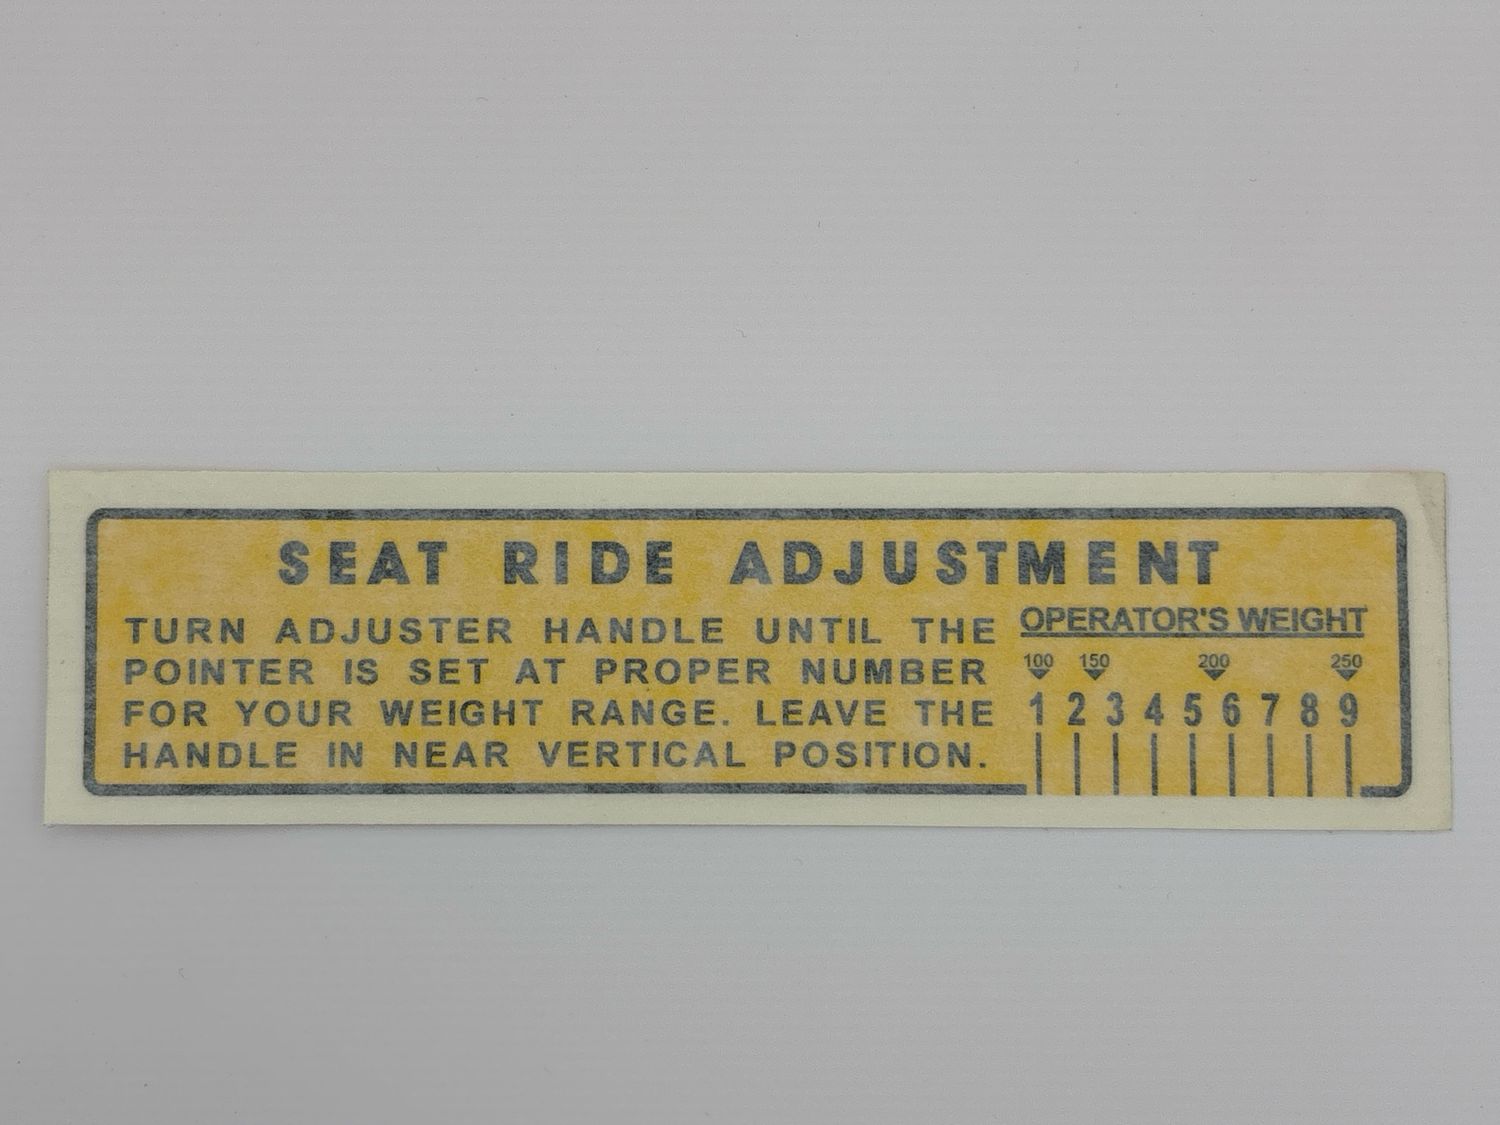 SEAT RIDE ADJUSTMENT
TURN ADJUSTER HANDLE UNTIL THE
POINTER IS SET AT PROPER NUMBER
FOR YOUR WEIGHT RANGE. LEAVE THE
HANDLE IN NEAR VERTICAL POSITION.
OPERATOR'S WEIGHT
100 150 200 250
1 2 3 4 5 6 7 8 9